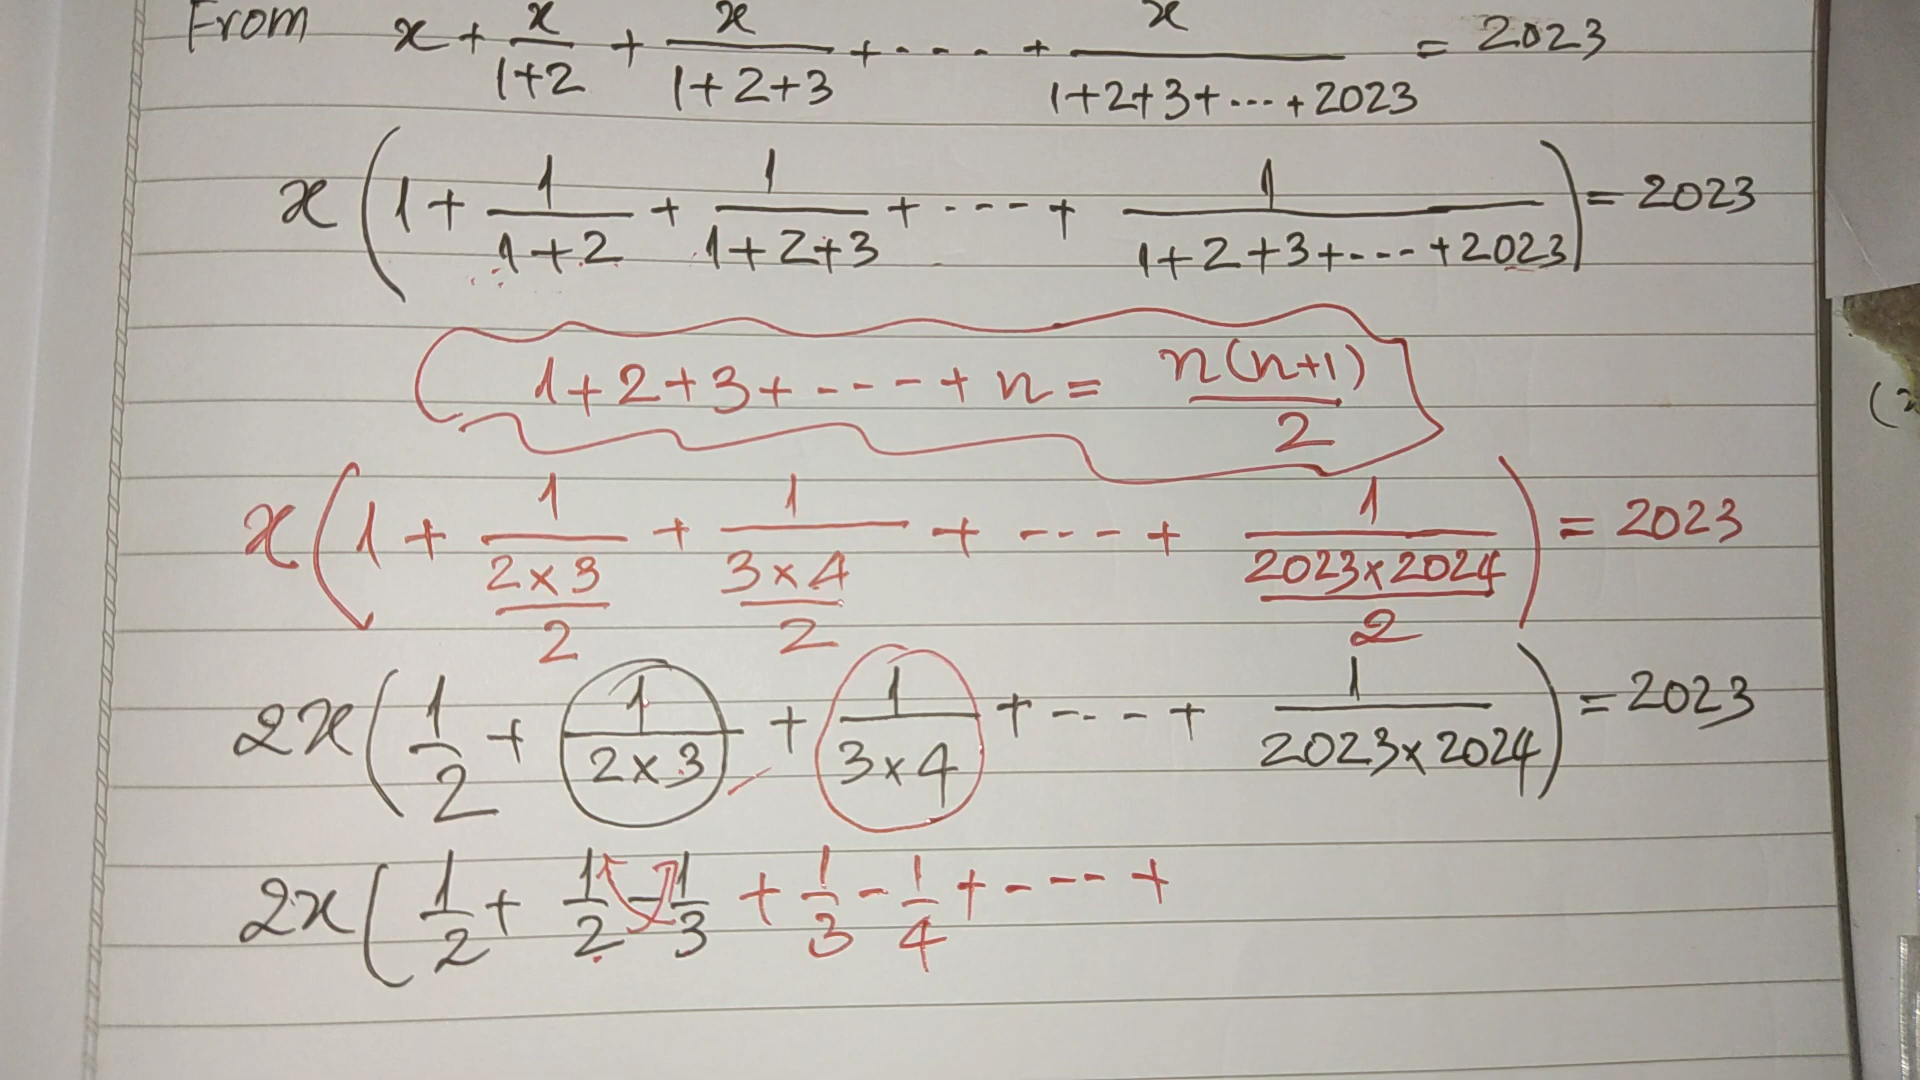 From x + x/(1+2) + x/(1+2+3) + ---- + x/(1+2+3+---+2023) = 2023
x(1 + 1/(1+2) + 1/(1+2+3) + ---- + 1/(1+2+3+---+2023)) = 2023
1+2+3+----+n = n(n+1)/2
x(1 + 1/((2×3)/2) + 1/((3×4)/2) + ---- + 1/((2023×2024)/2)) = 2023
2x(1/2 + 1/(2×3) + 1/(3×4) + ---- + 1/(2023×2024)) = 2023
2x(1/2 + 1/2 - 1/3 + 1/3 - 1/4 + ---- +